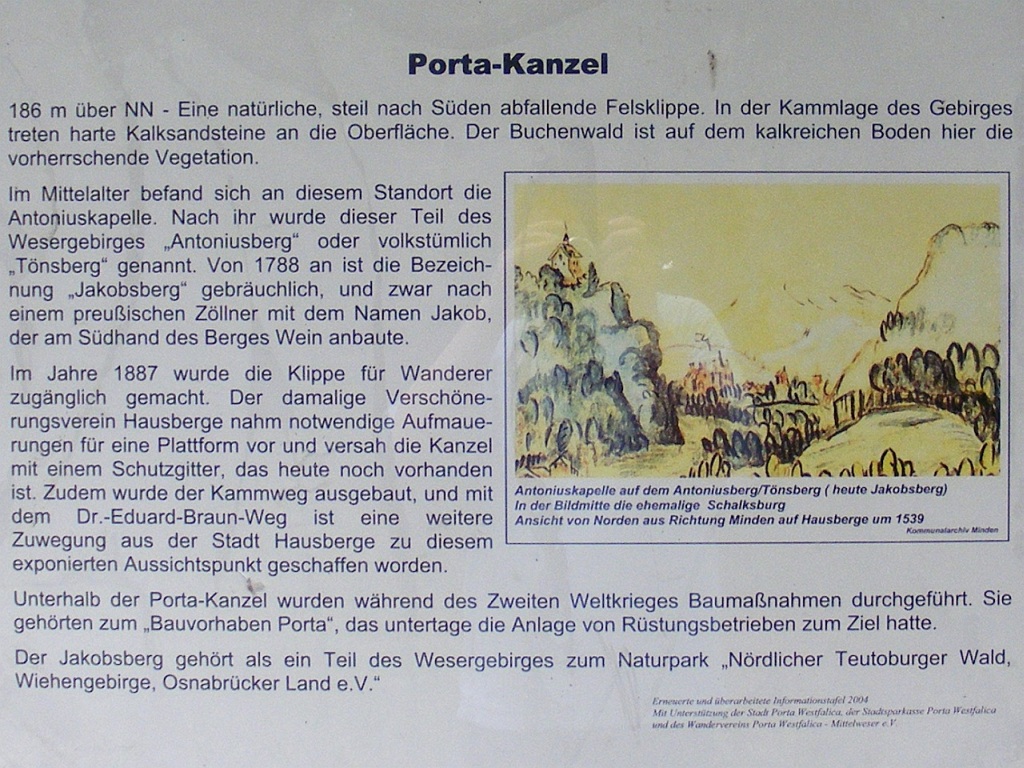 Porta-Kanzel
186 m über NN - Eine natürliche, steil nach Süden abfallende Felsklippe. In der Kammlage des Gebirges
treten harte Kalksandsteine an die Oberfläche. Der Buchenwald ist auf dem kalkreichen Boden hier die
vorherrschende Vegetation.
Im Mittelalter befand sich an diesem Standort die
Antoniuskapelle. Nach ihr wurde dieser Teil des
Wesergebirges „Antoniusberg“ oder volkstümlich
„Tönsberg“ genannt. Von 1788 an ist die Bezeich-
nung „Jakobsberg“ gebräuchlich, und zwar nach
einem preußischen Zöllner mit dem Namen Jakob,
der am Südhand des Berges Wein anbaute.
Im Jahre 1887 wurde die Klippe für Wanderer
zugänglich gemacht. Der damalige Verschöne-
rungsverein Hausberge nahm notwendige Aufmaue-
rungen für eine Plattform vor und versah die Kanzel
mit einem Schutzgitter, das heute noch vorhanden
ist. Zudem wurde der Kammweg ausgebaut, und mit
dem Dr.-Eduard-Braun-Weg ist eine weitere
Zuwegung aus der Stadt Hausberge zu diesem
exponierten Aussichtspunkt geschaffen worden.
Antoniuskapelle auf dem Antoniusberg/Tönsberg ( heute Jakobsberg)
In der Bildmitte die ehemalige Schalksburg
Ansicht von Norden aus Richtung Minden auf Hausberge um 1539
Kommunalarchiv Minden
Unterhalb der Porta-Kanzel wurden während des Zweiten Weltkrieges Baumaßnahmen durchgeführt. Sie
gehörten zum „Bauvorhaben Porta“, das untertage die Anlage von Rüstungsbetrieben zum Ziel hatte.
Der Jakobsberg gehört als ein Teil des Wesergebirges zum Naturpark „Nördlicher Teutoburger Wald,
Wiehengebirge, Osnabrücker Land e.V.“
Erneuerte und überarbeitete Informationstafel 2004
Mit Unterstützung der Stadt Porta Westfalica, der Stadtsparkasse Porta Westfalica
und des Wandervereins Porta Westfalica - Mittelweser e.V.